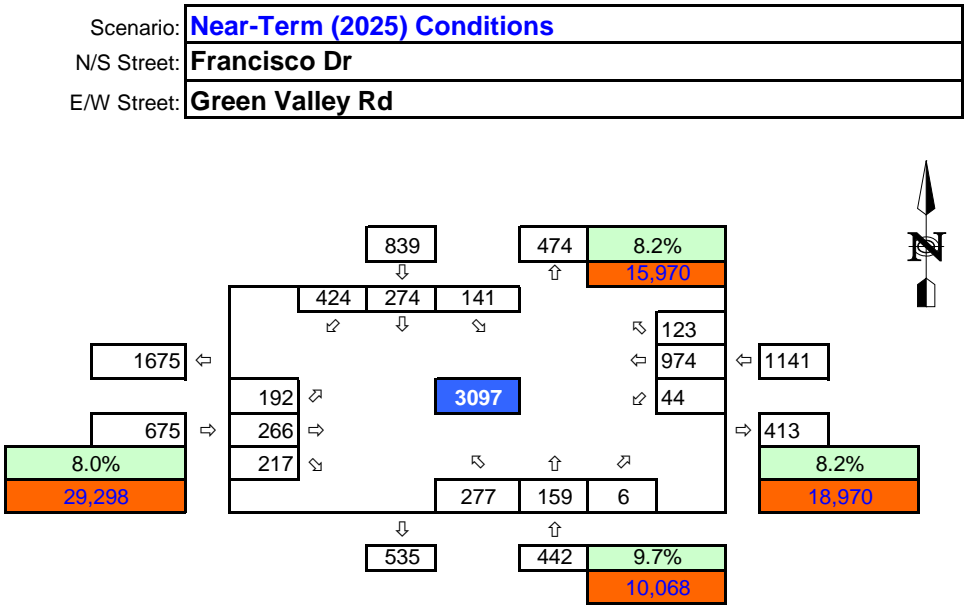 Scenario: Near-Term (2025) Conditions
N/S Street: Francisco Dr
E/W Street: Green Valley Rd
N
839 474 8.2%
⇩ ⇧ 15,970
424 274 141
⬃ ⇩ ⬂ ⬁ 123
1675 ⇦ ⇦ 974 ⇦ 1141
192 ⬀ 3097 ⬃ 44
675 ⇨ 266 ⇨ ⇨ 413
8.0% 217 ⬂ ⬁ ⇧ ⬀ 8.2%
29,298 277 159 6 18,970
⇩ ⇧
535 442 9.7%
10,068